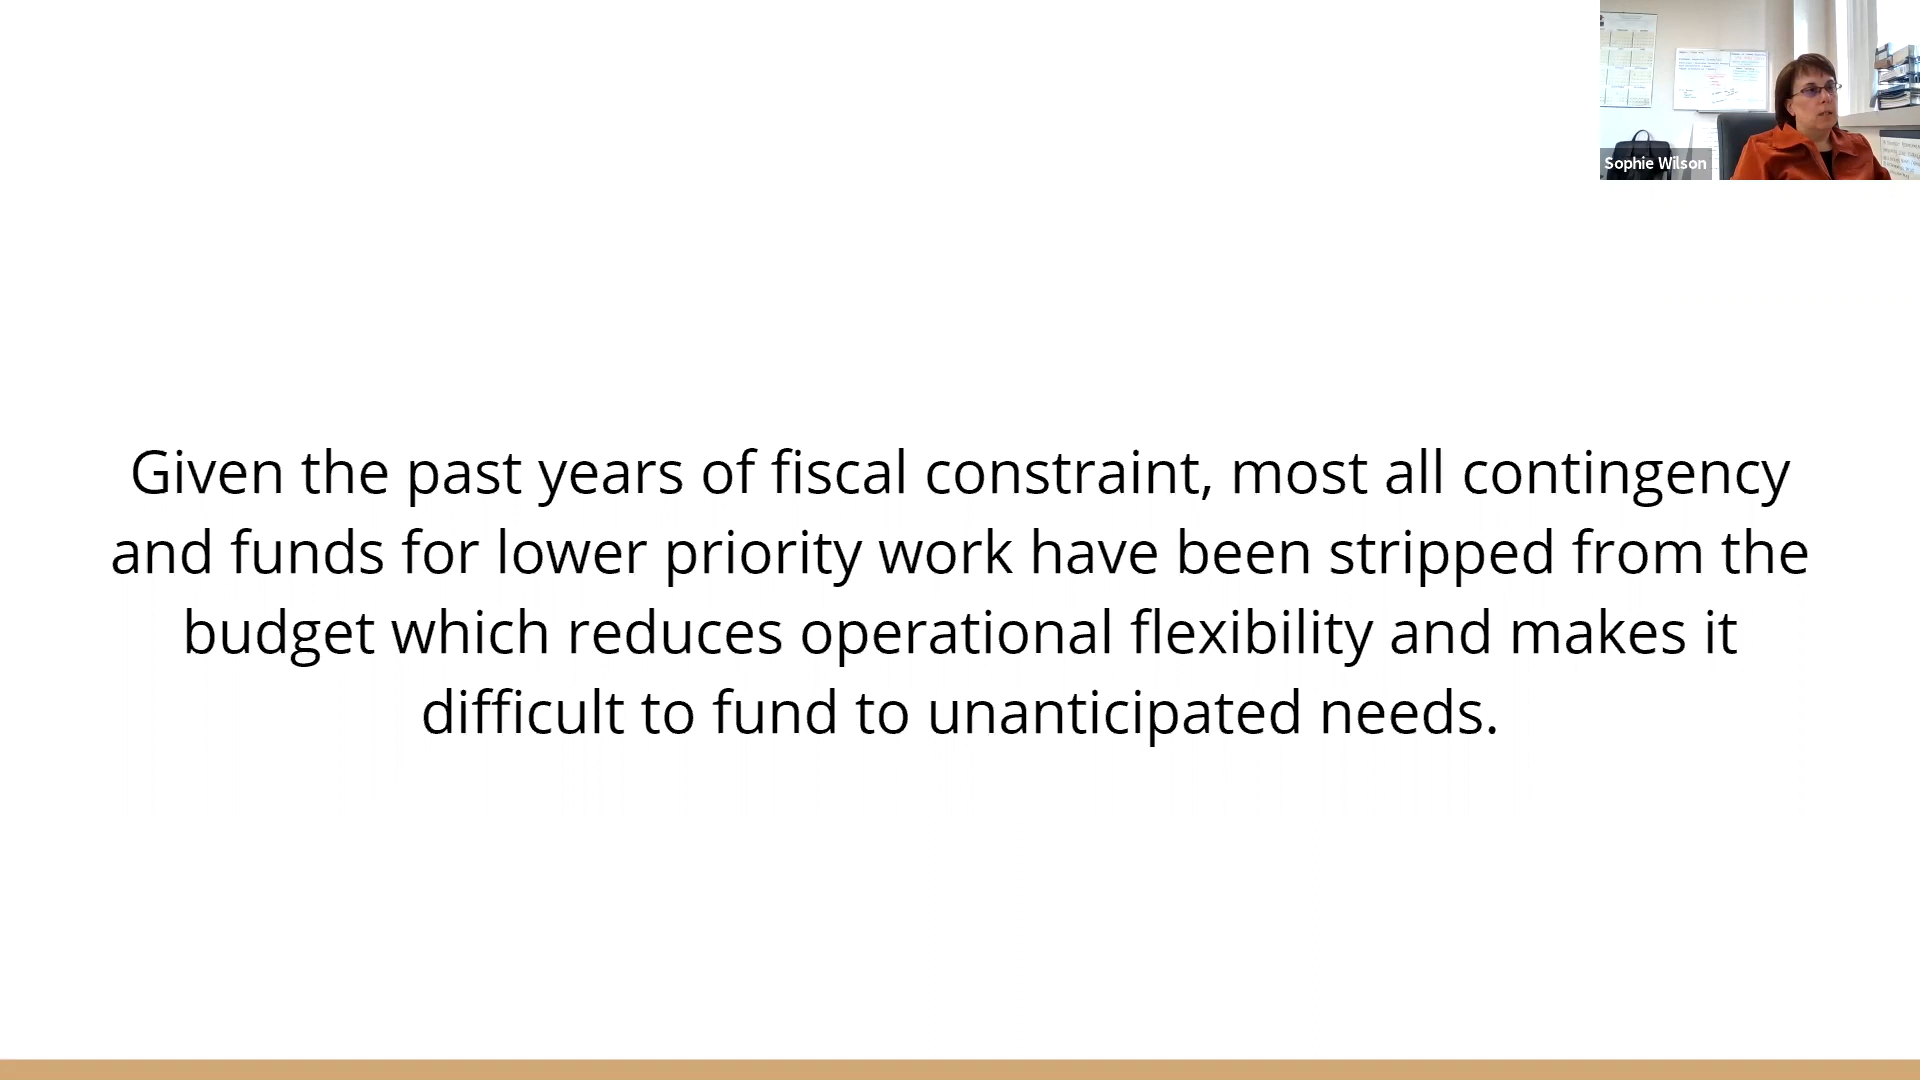 Sophie Wilson
Given the past years of fiscal constraint, most all contingency
and funds for lower priority work have been stripped from the
budget which reduces operational flexibility and makes it
difficult to fund to unanticipated needs.